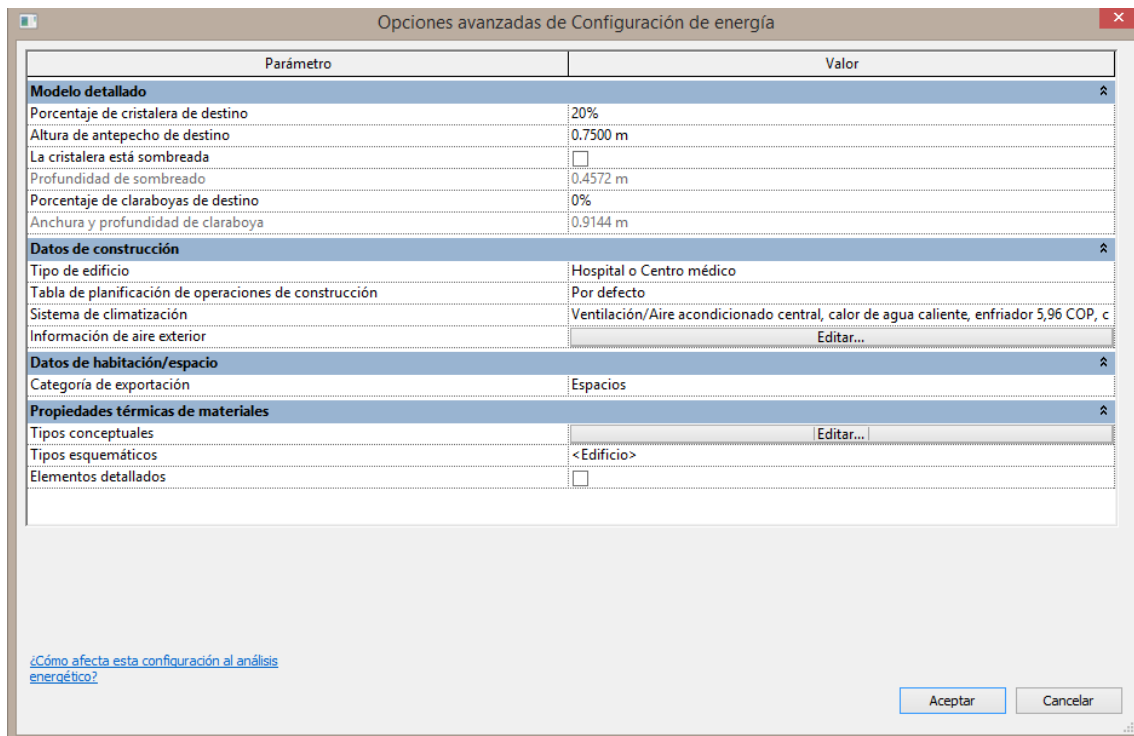 Opciones avanzadas de Configuración de energía
Parámetro Valor
Modelo detallado
Porcentaje de cristalera de destino 20%
Altura de antepecho de destino 0.7500 m
La cristalera está sombreada
Profundidad de sombreado 0.4572 m
Porcentaje de claraboyas de destino 0%
Anchura y profundidad de claraboya 0.9144 m
Datos de construcción
Tipo de edificio Hospital o Centro médico
Tabla de planificación de operaciones de construcción Por defecto
Sistema de climatización Ventilación/Aire acondicionado central, calor de agua caliente, enfriador 5,96 COP, c
Información de aire exterior Editar...
Datos de habitación/espacio
Categoría de exportación Espacios
Propiedades térmicas de materiales
Tipos conceptuales Editar...
Tipos esquemáticos <Edificio>
Elementos detallados
¿Cómo afecta esta configuración al análisis
energético?
Aceptar Cancelar